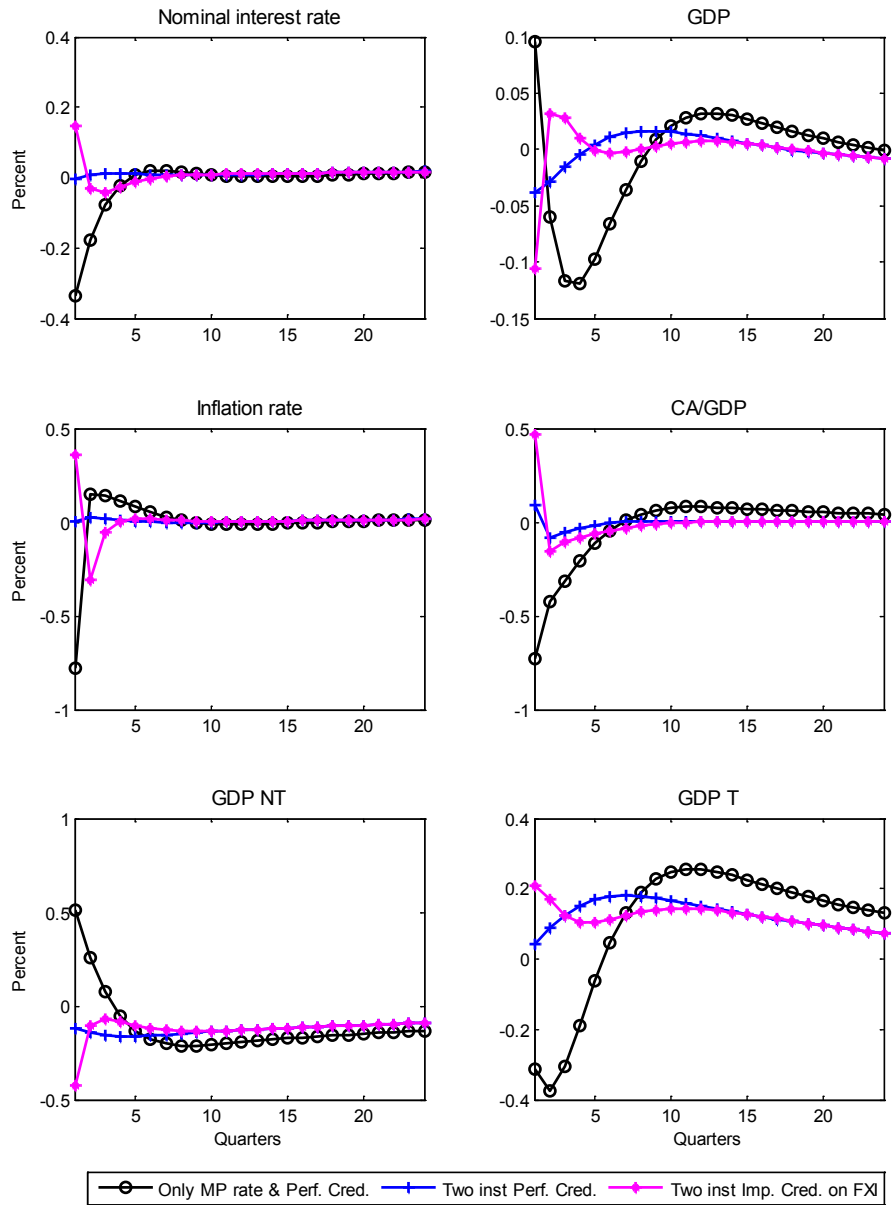 Nominal interest rate
GDP
Percent
0.4
0.2
0
-0.2
-0.4
5 10 15 20
0.1
0.05
0
-0.05
-0.1
-0.15
5 10 15 20
Inflation rate
CA/GDP
Percent
0.5
0
-0.5
-1
5 10 15 20
0.5
0
-0.5
-1
5 10 15 20
GDP NT
GDP T
Percent
1
0.5
0
-0.5
5 10 15 20
Quarters
0.4
0.2
0
-0.2
-0.4
5 10 15 20
Quarters
Only MP rate & Perf. Cred. Two inst Perf. Cred. Two inst Imp. Cred. on FXI